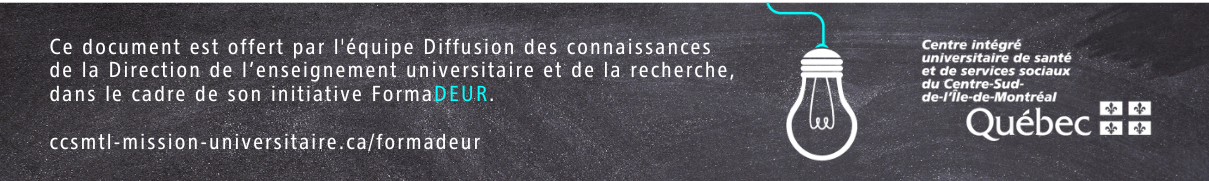 Ce document est offert par l'équipe Diffusion des connaissances
de la Direction de l’enseignement universitaire et de la recherche,
dans le cadre de son initiative FormaDEUR.
ccsmtl-mission-universitaire.ca/formadeur
Centre intégré
universitaire de santé
et de services sociaux
du Centre-Sud-
de-l’Île-de-Montréal
Québec